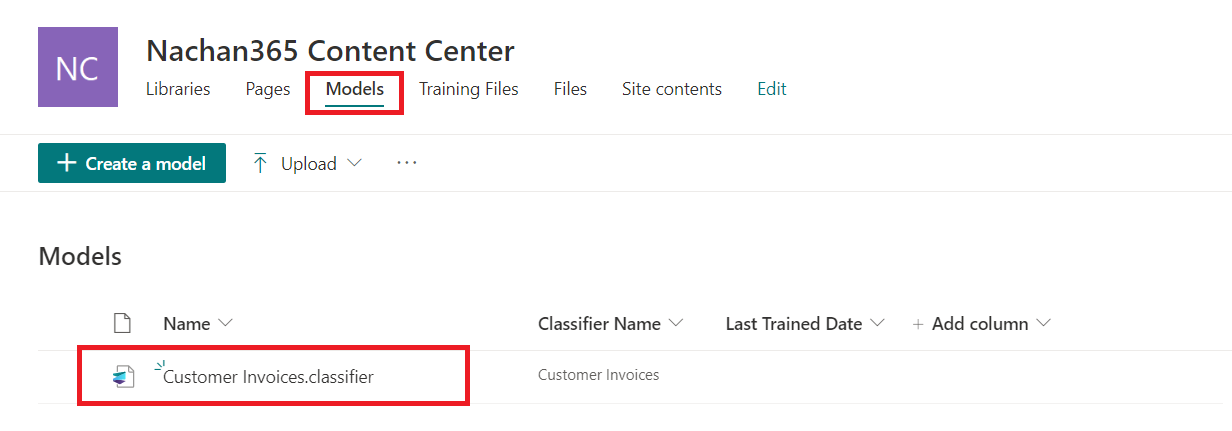 NC
Nachan365 Content Center
Libraries Pages Models Training Files Files Site contents Edit
+ Create a model Upload ···
Models
Name Classifier Name Last Trained Date + Add column
Customer Invoices.classifier Customer Invoices